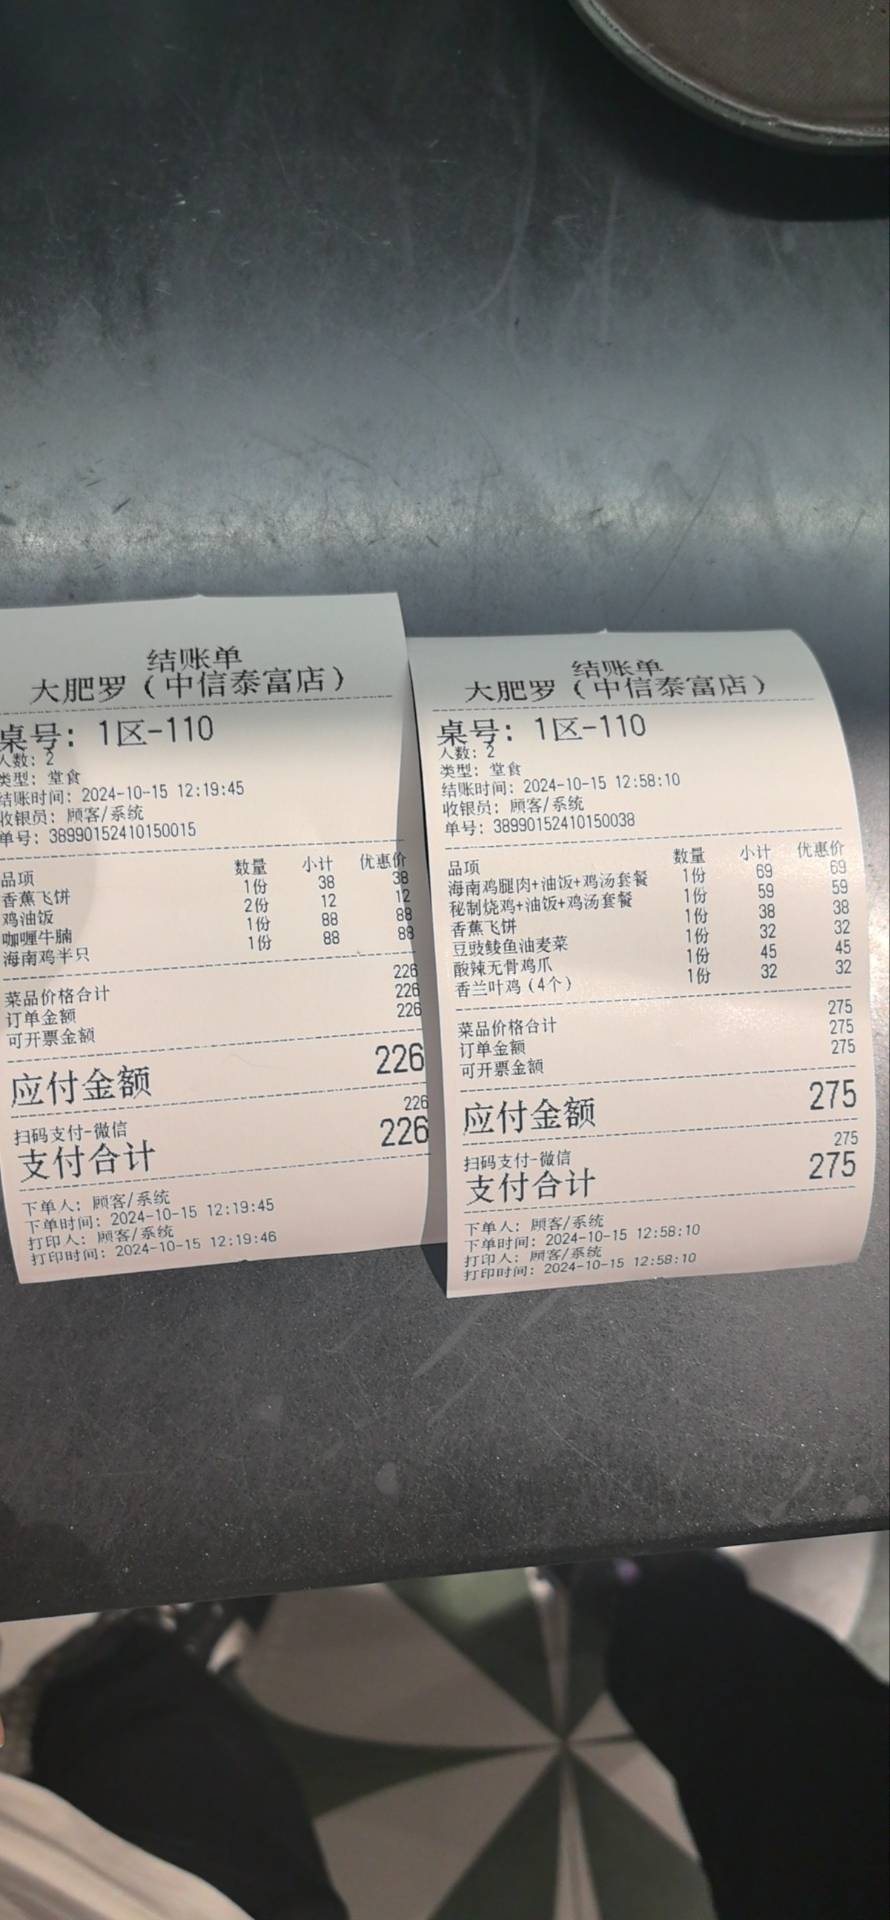 结账单
大肥罗（中信泰富店）
桌号：1区-110
人数：2
类型：堂食
结账时间：2024-10-15 12:19:45
收银员：顾客/系统
单号：38990152410150015
品项 数量 小计 优惠价
香蕉飞饼 1份 38 38
鸡油饭 2份 12 12
咖喱牛腩 1份 88 88
海南鸡半只 1份 88 88
菜品价格合计 226
订单金额 226
可开票金额 226
应付金额 226
扫码支付-微信 226
支付合计 226
下单人：顾客/系统
下单时间：2024-10-15 12:19:45
打印人：顾客/系统
打印时间：2024-10-15 12:19:46
结账单
大肥罗（中信泰富店）
桌号：1区-110
人数：2
类型：堂食
结账时间：2024-10-15 12:58:10
收银员：顾客/系统
单号：38990152410150038
品项 数量 小计 优惠价
海南鸡腿肉+油饭+鸡汤套餐 1份 69 69
秘制烧鸡+油饭+鸡汤套餐 1份 59 59
香蕉飞饼 1份 38 38
豆豉鲮鱼油麦菜 1份 32 32
酸辣无骨鸡爪 1份 45 45
香兰叶鸡（4个） 1份 32 32
菜品价格合计 275
订单金额 275
可开票金额 275
应付金额 275
扫码支付-微信 275
支付合计 275
下单人：顾客/系统
下单时间：2024-10-15 12:58:10
打印人：顾客/系统
打印时间：2024-10-15 12:58:10